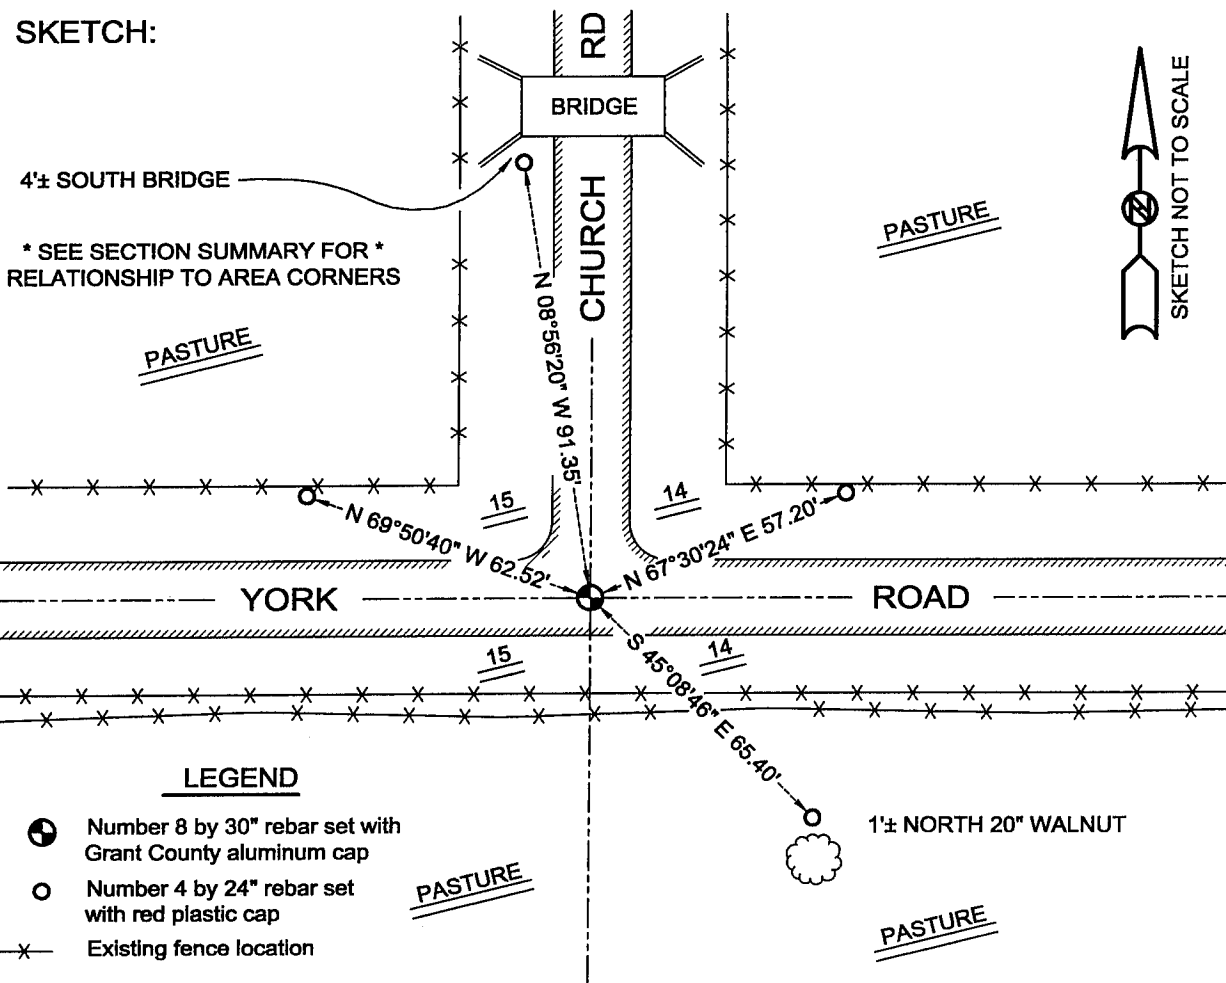 SKETCH:
RD
BRIDGE
SKETCH NOT TO SCALE
N
4'± SOUTH BRIDGE
CHURCH
PASTURE
* SEE SECTION SUMMARY FOR *
RELATIONSHIP TO AREA CORNERS
N 08°56'20" W 91.35'
PASTURE
15
14
N 69°50'40" W 62.52'
N 67°30'24" E 57.20'
YORK
ROAD
15
14
S 45°08'46" E 65.40'
LEGEND
Number 8 by 30" rebar set with
Grant County aluminum cap
1'± NORTH 20" WALNUT
Number 4 by 24" rebar set
with red plastic cap
PASTURE
PASTURE
Existing fence location